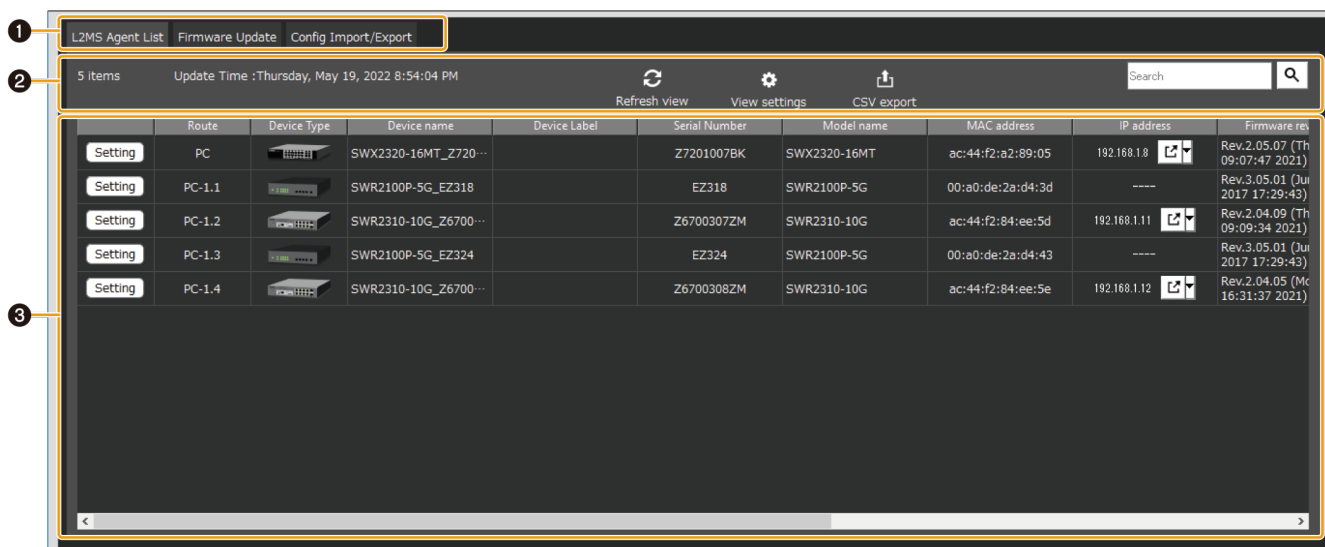 ❶
L2MS Agent List Firmware Update Config Import/Export
❷
5 items Update Time :Thursday, May 19, 2022 8:54:04 PM
Refresh view View settings CSV export
Search
❸
Route Device Type Device name Device Label Serial Number Model name MAC address IP address Firmware rev
Setting PC SWX2320-16MT_Z720··· Z7201007BK SWX2320-16MT ac:44:f2:a2:89:05 192.168.1.8 Rev.2.05.07 (Th
09:07:47 2021)
Setting PC-1.1 SWR2100P-5G_EZ318 EZ318 SWR2100P-5G 00:a0:de:2a:d4:3d ---- Rev.3.05.01 (Jun
2017 17:29:43)
Setting PC-1.2 SWR2310-10G_Z6700··· Z6700307ZM SWR2310-10G ac:44:f2:84:ee:5d 192.168.1.11 Rev.2.04.09 (Th
09:09:34 2021)
Setting PC-1.3 SWR2100P-5G_EZ324 EZ324 SWR2100P-5G 00:a0:de:2a:d4:43 ---- Rev.3.05.01 (Jun
2017 17:29:43)
Setting PC-1.4 SWR2310-10G_Z6700··· Z6700308ZM SWR2310-10G ac:44:f2:84:ee:5e 192.168.1.12 Rev.2.04.05 (Mo
16:31:37 2021)